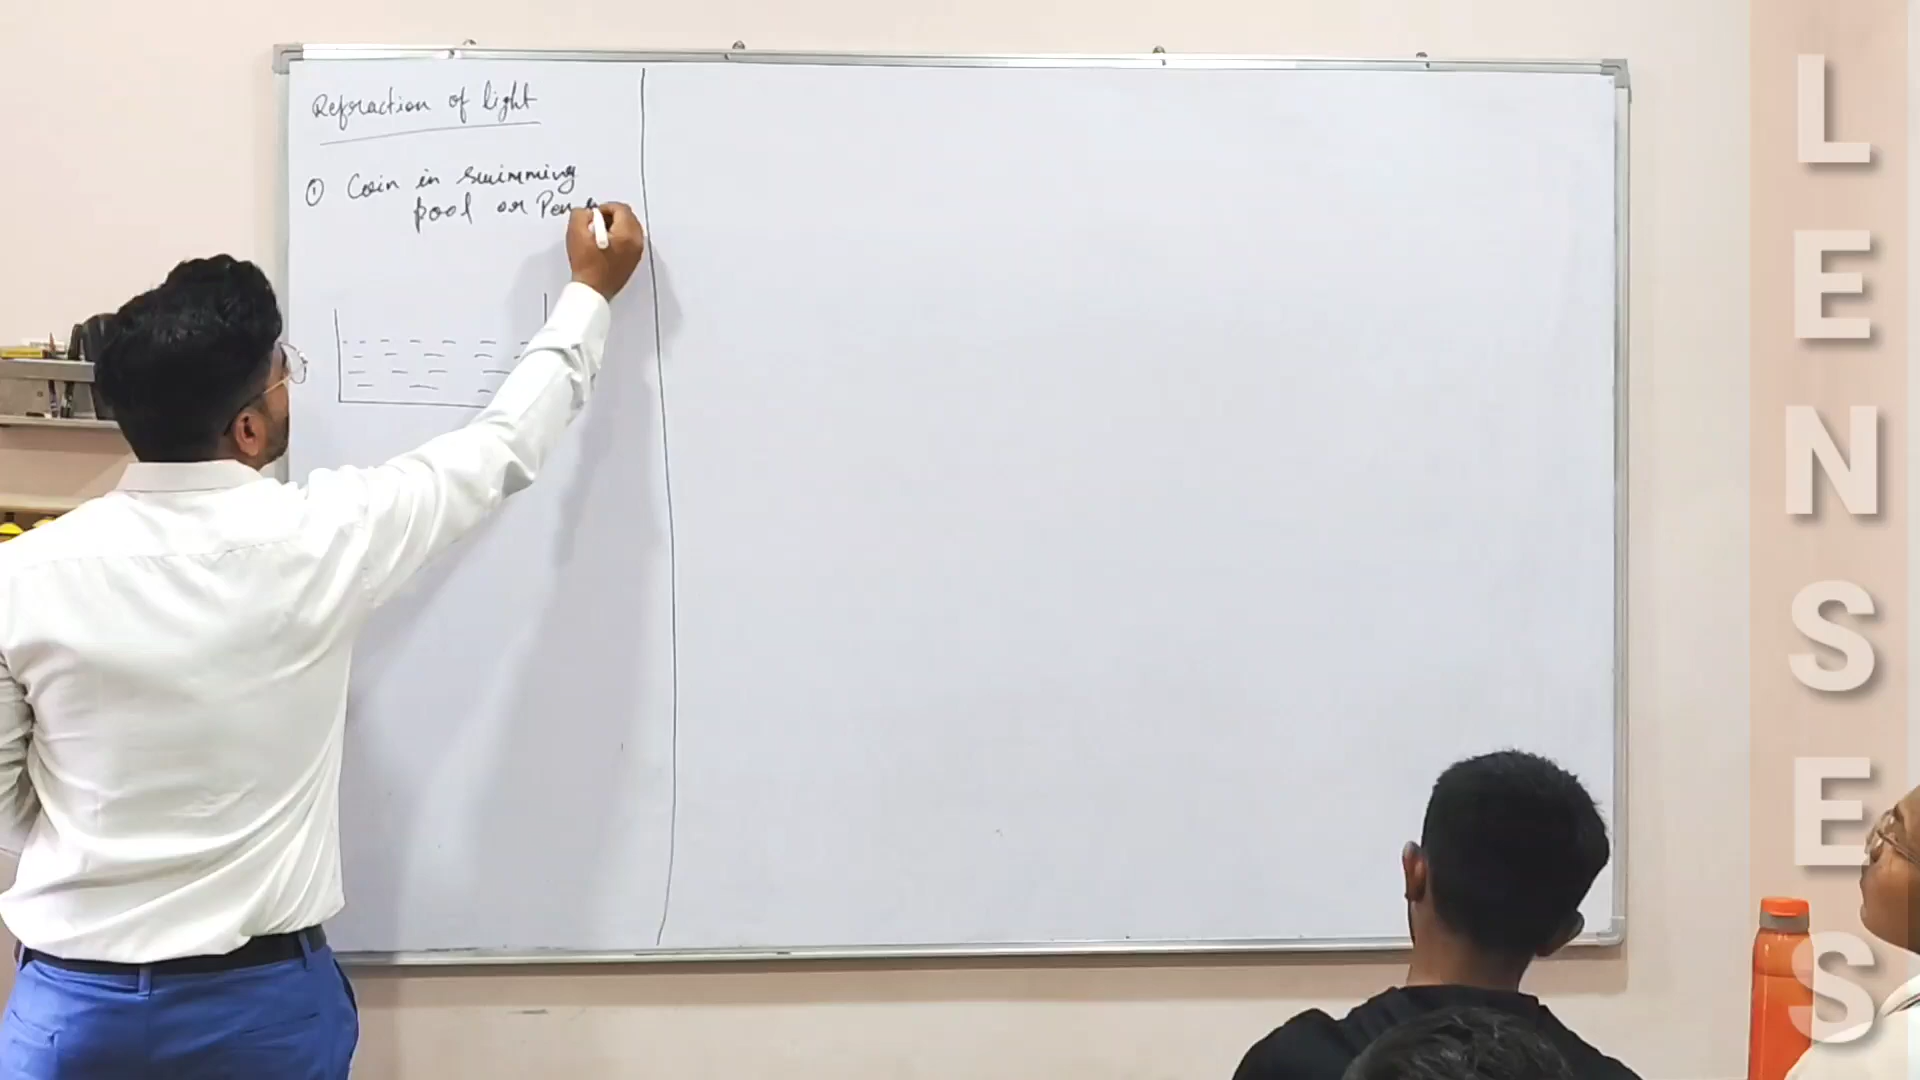 Refraction of light
① Coin in swimming
pool or Pen
LENSES